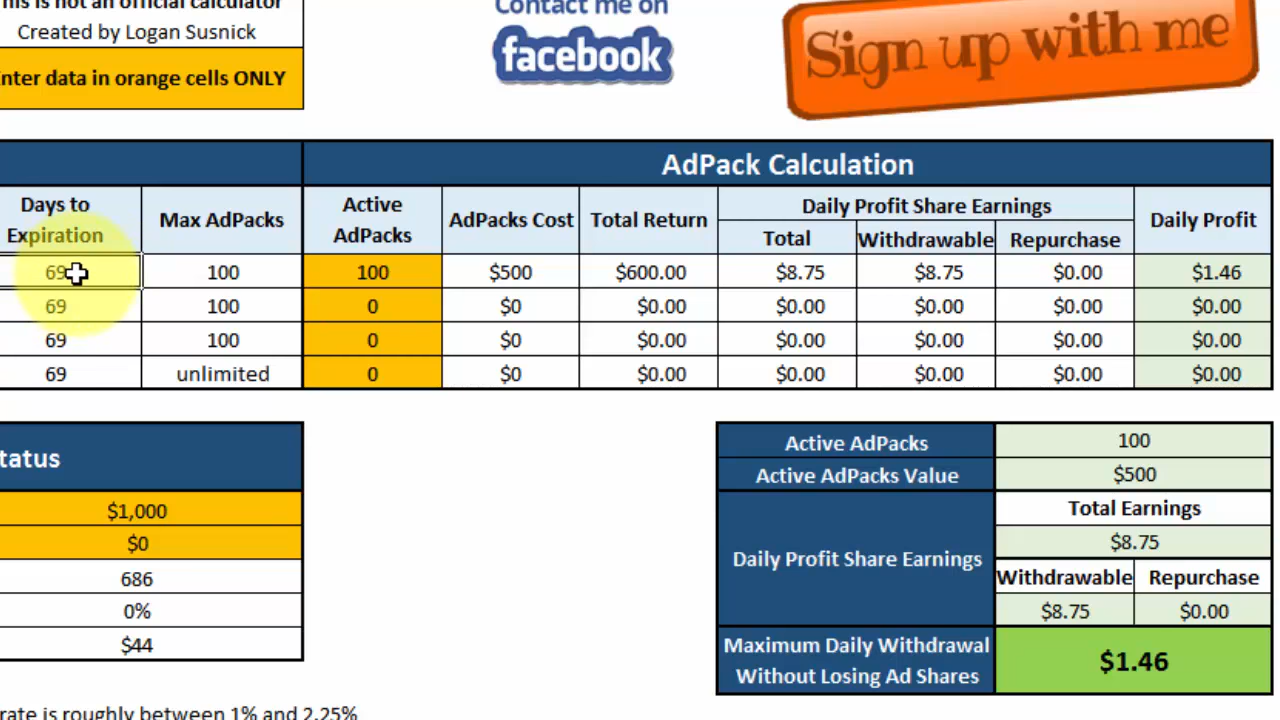 his is not an official calculator
Created by Logan Susnick
nter data in orange cells ONLY
Contact me on
facebook
Sign up with me
AdPack Calculation
Days to Expiration Max AdPacks Active AdPacks AdPacks Cost Total Return Daily Profit Share Earnings Daily Profit
Total Withdrawable Repurchase
69 100 100 $500 $600.00 $8.75 $8.75 $0.00 $1.46
69 100 0 $0 $0.00 $0.00 $0.00 $0.00 $0.00
69 100 0 $0 $0.00 $0.00 $0.00 $0.00 $0.00
69 unlimited 0 $0 $0.00 $0.00 $0.00 $0.00 $0.00
tatus
$1,000
$0
686
0%
$44
Active AdPacks 100
Active AdPacks Value $500
Daily Profit Share Earnings
Total Earnings
$8.75
Withdrawable Repurchase
$8.75 $0.00
Maximum Daily Withdrawal
Without Losing Ad Shares
$1.46
rate is roughly between 1% and 2.25%